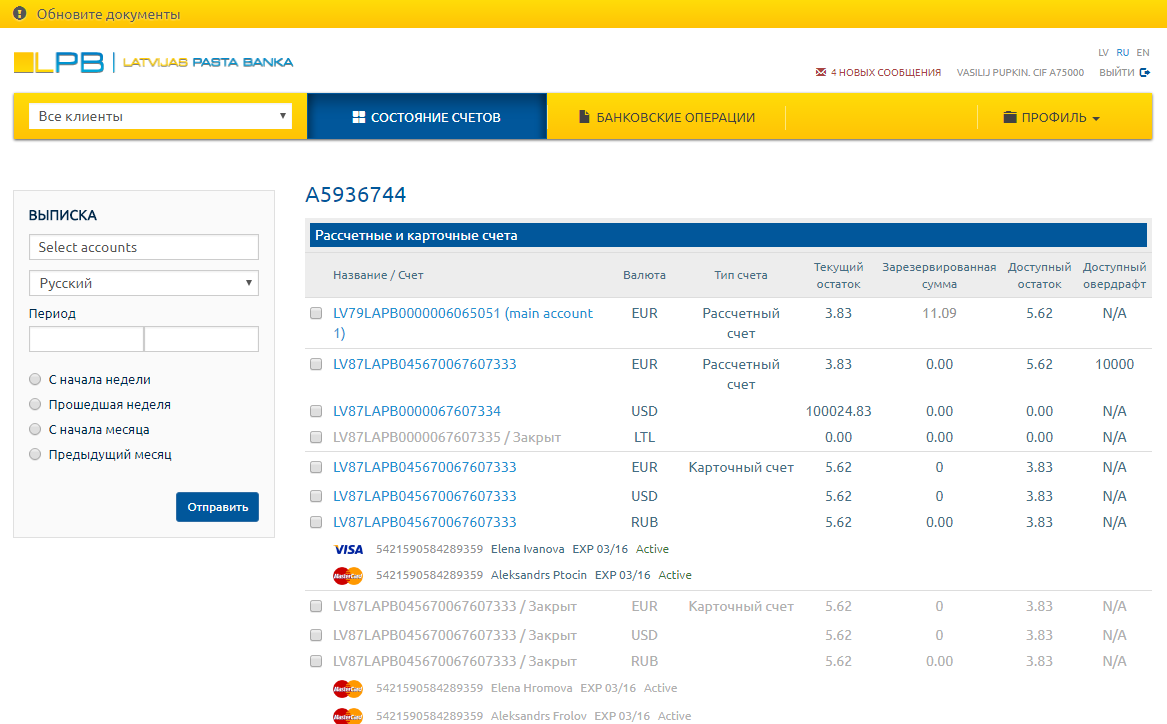 Обновите документы
LPB | LATVIJAS PASTA BANKA
LV RU EN
4 НОВЫХ СООБЩЕНИЯ VASILIJ PUPKIN. CIF A75000 ВЫЙТИ
Все клиенты СОСТОЯНИЕ СЧЕТОВ БАНКОВСКИЕ ОПЕРАЦИИ ПРОФИЛЬ
ВЫПИСКА
Select accounts
Русский
Период
С начала недели
Прошедшая неделя
С начала месяца
Предыдущий месяц
Отправить
A5936744
Рассчетные и карточные счета
Название / Счет Валюта Тип счета Текущий остаток Зарезервированная сумма Доступный остаток Доступный овердрафт
LV79LAPB0000006065051 (main account 1) EUR Рассчетный счет 3.83 11.09 5.62 N/A
LV87LAPB045670067607333 EUR Рассчетный счет 3.83 0.00 5.62 10000
LV87LAPB0000067607334 USD 100024.83 0.00 0.00 N/A
LV87LAPB0000067607335 / Закрыт LTL 0.00 0.00 0.00 N/A
LV87LAPB045670067607333 EUR Карточный счет 5.62 0 3.83 N/A
LV87LAPB045670067607333 USD 5.62 0 3.83 N/A
LV87LAPB045670067607333 RUB 5.62 0.00 3.83 N/A
VISA 5421590584289359 Elena Ivanova EXP 03/16 Active
MasterCard 5421590584289359 Aleksandrs Ptocin EXP 03/16 Active
LV87LAPB045670067607333 / Закрыт EUR Карточный счет 5.62 0 3.83 N/A
LV87LAPB045670067607333 / Закрыт USD 5.62 0 3.83 N/A
LV87LAPB045670067607333 / Закрыт RUB 5.62 0.00 3.83 N/A
MasterCard 5421590584289359 Elena Hromova EXP 03/16 Active
MasterCard 5421590584289359 Aleksandrs Frolov EXP 03/16 Active